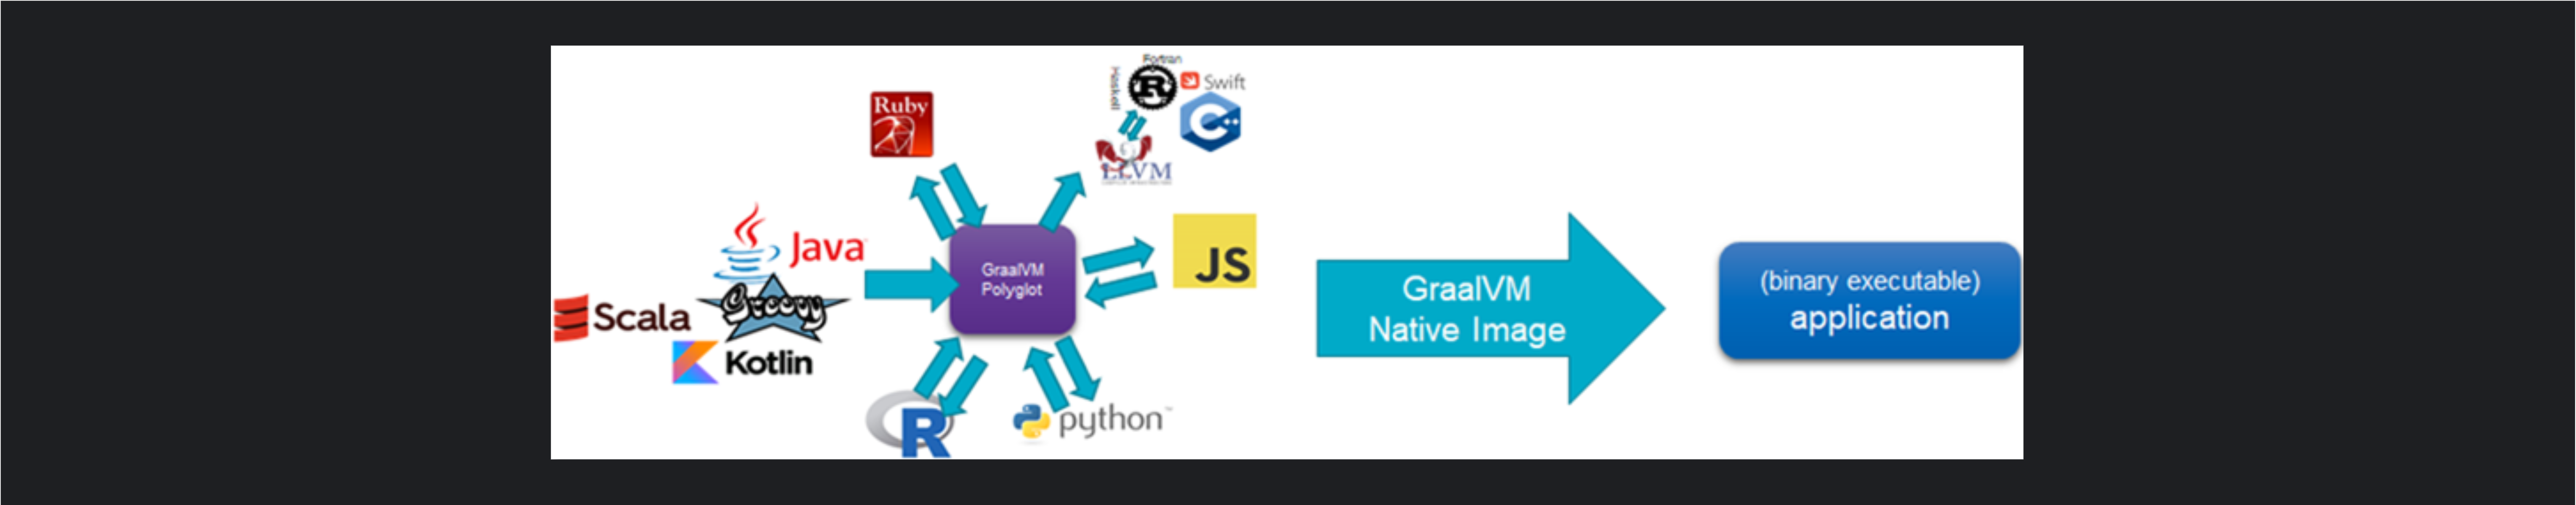 Fortran
Haskell
R
Swift
C++
Ruby
LLVM
Java
JS
GraalVM
Polyglot
Scala
Groovy
Kotlin
R
python™
GraalVM
Native Image
(binary executable)
application